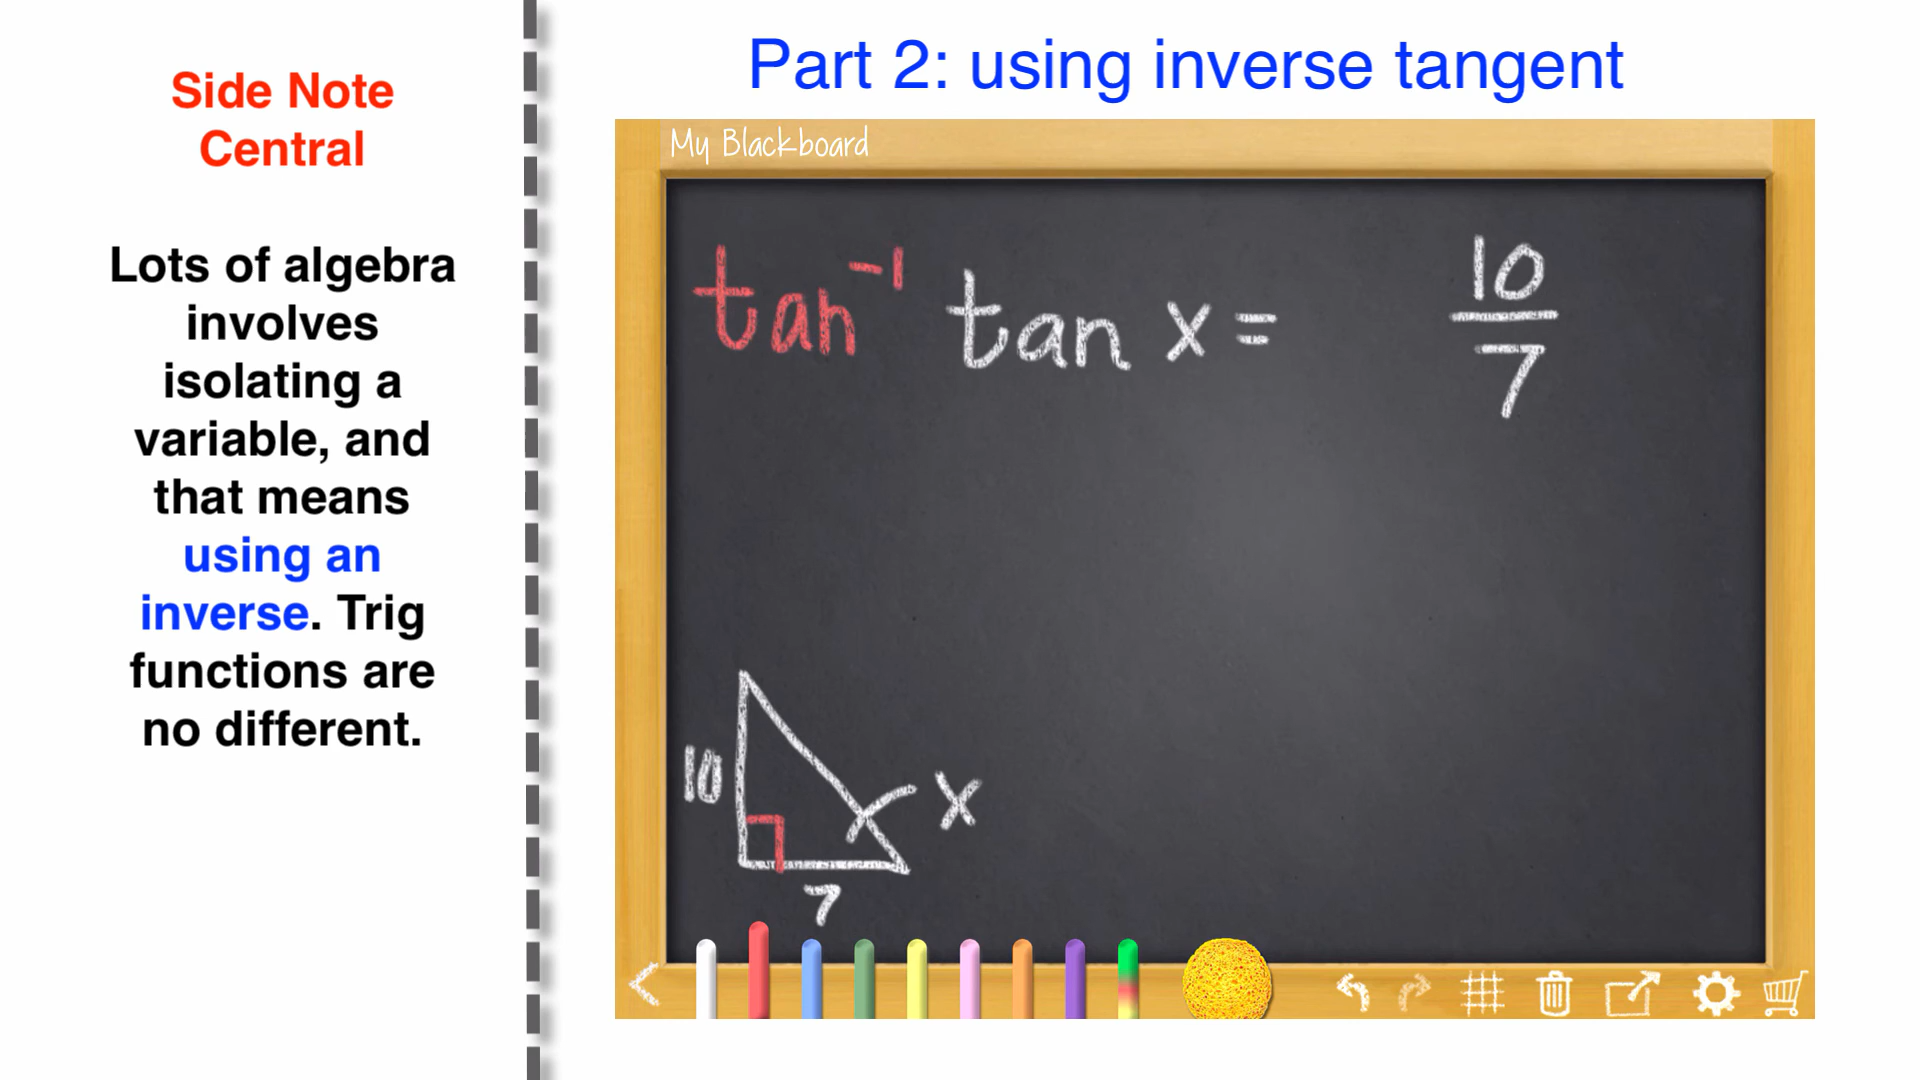 Side Note
Central
Lots of algebra
involves
isolating a
variable, and
that means
using an
inverse. Trig
functions are
no different.
Part 2: using inverse tangent
My Blackboard
tan⁻¹ tan x = 10/7
10
x
7